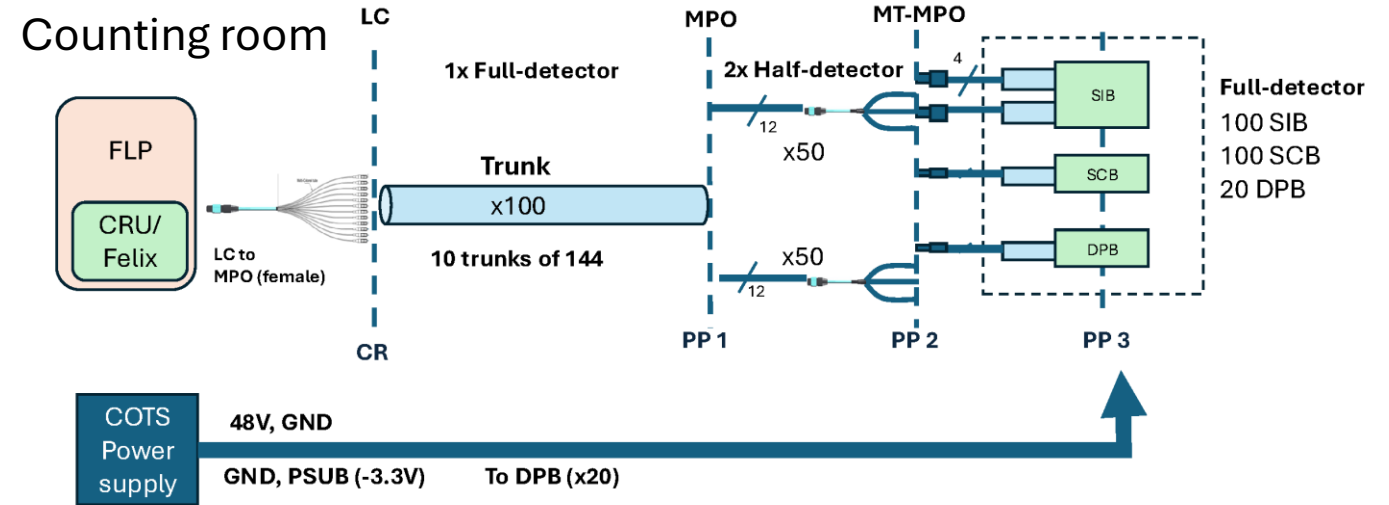 Counting room
LC
MPO
MT-MPO
1x Full-detector
2x Half-detector
4
SIB
Full-detector
100 SIB
100 SCB
20 DPB
12
x50
FLP
CRU/
Felix
LC to
MPO (female)
Trunk
x100
10 trunks of 144
SCB
x50
12
DPB
CR
PP 1
PP 2
PP 3
COTS
Power
supply
48V, GND
GND, PSUB (-3.3V)
To DPB (x20)